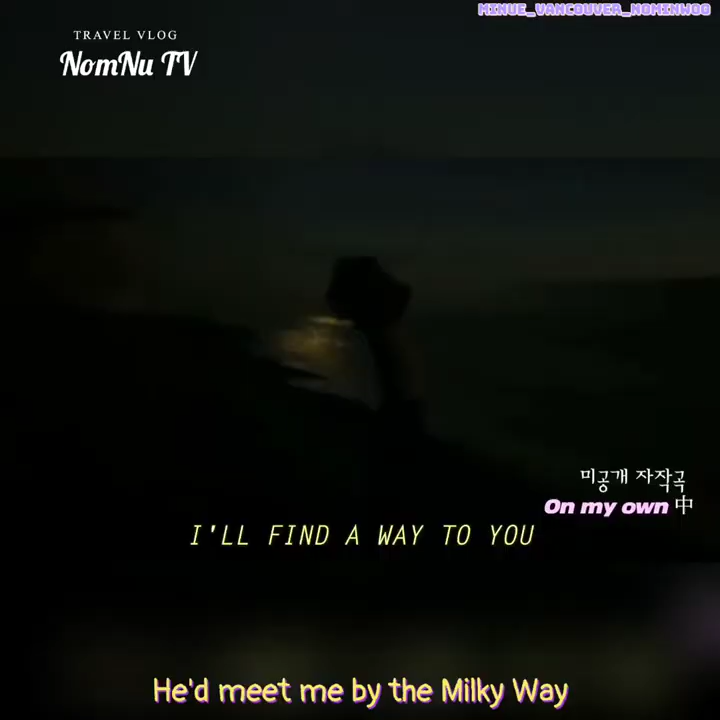 MINUE_VANCOUVER_NOMINWOO
TRAVEL VLOG
NomNu TV
미공개 자작곡
On my own 中
I'LL FIND A WAY TO YOU
He'd meet me by the Milky Way